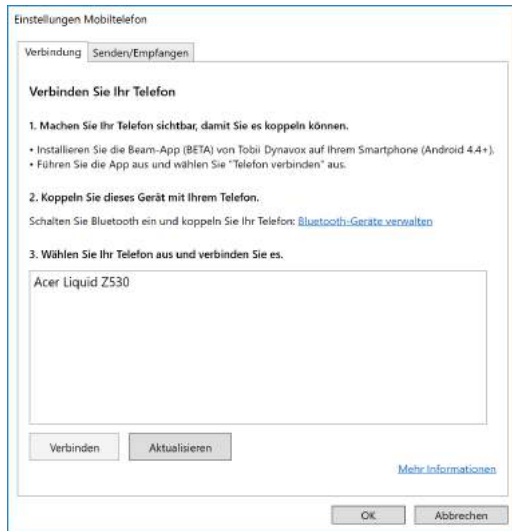 Einstellungen Mobiltelefon
Verbindung Senden/Empfangen
Verbinden Sie Ihr Telefon
1. Machen Sie Ihr Telefon sichtbar, damit Sie es koppeln können.
• Installieren Sie die Beam-App (BETA) von Tobii Dynavox auf Ihrem Smartphone (Android 4.4+).
• Führen Sie die App aus und wählen Sie "Telefon verbinden" aus.
2. Koppeln Sie dieses Gerät mit Ihrem Telefon.
Schalten Sie Bluetooth ein und koppeln Sie Ihr Telefon: Bluetooth-Geräte verwalten
3. Wählen Sie Ihr Telefon aus und verbinden Sie es.
Acer Liquid Z530
Verbinden Aktualisieren
Mehr Informationen
OK Abbrechen